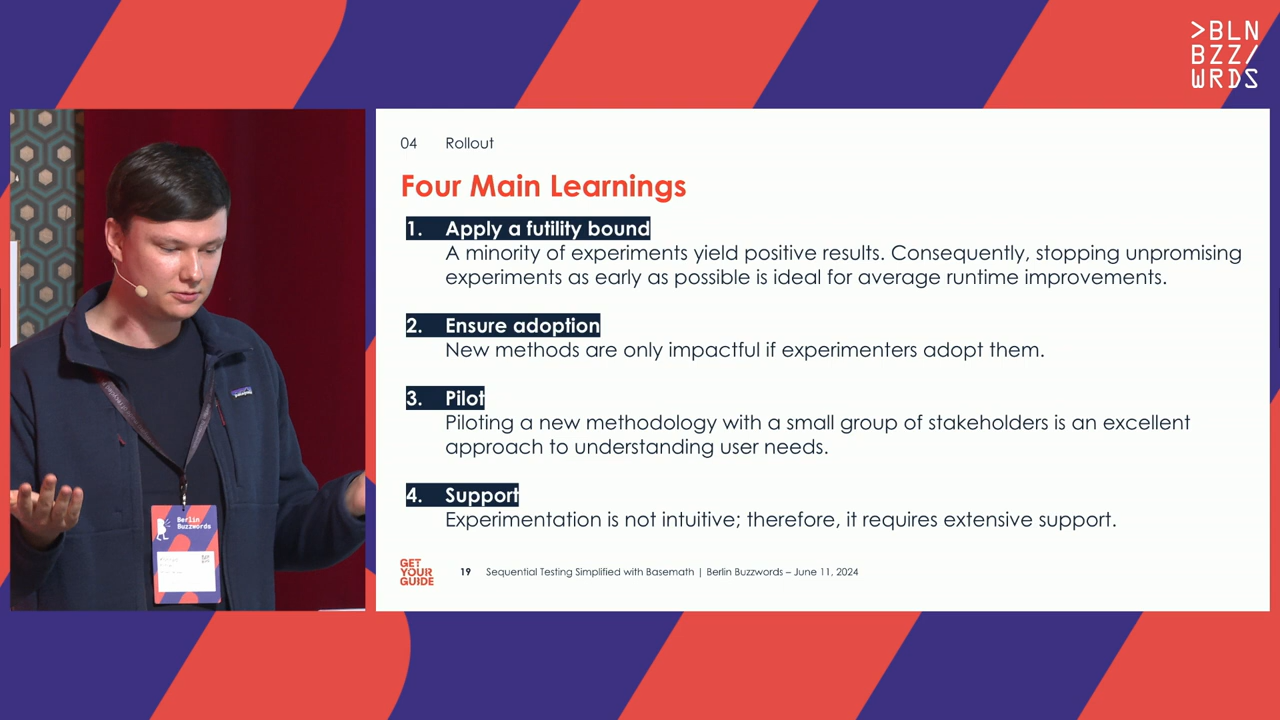 >BLN
BZZ/
WRDS
04 Rollout
Four Main Learnings
1. Apply a futility bound
A minority of experiments yield positive results. Consequently, stopping unpromising
experiments as early as possible is ideal for average runtime improvements.
2. Ensure adoption
New methods are only impactful if experimenters adopt them.
3. Pilot
Piloting a new methodology with a small group of stakeholders is an excellent
approach to understanding user needs.
4. Support
Experimentation is not intuitive; therefore, it requires extensive support.
GET
YOUR
GUIDE
19 Sequential Testing Simplified with Basemath | Berlin Buzzwords – June 11, 2024
Berlin
Buzzwords